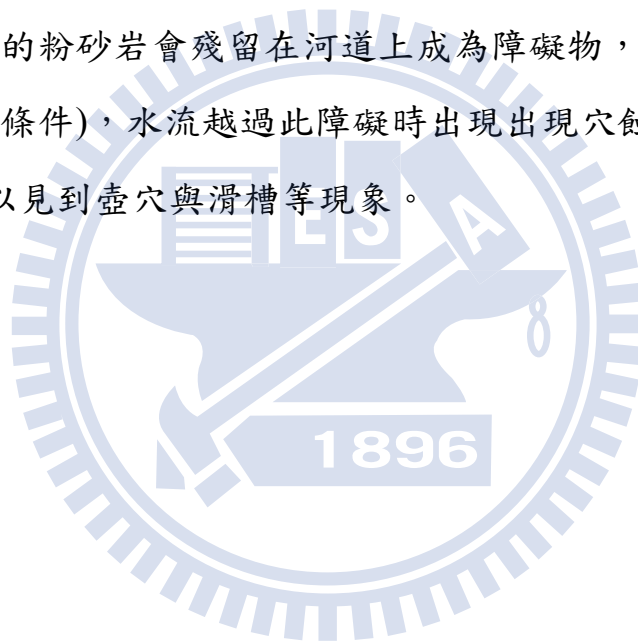 的粉砂岩會殘留在河道上成為障礙物，
條件)，水流越過此障礙時出現出現穴蝕
以見到壺穴與滑槽等現象。
E S A
1896